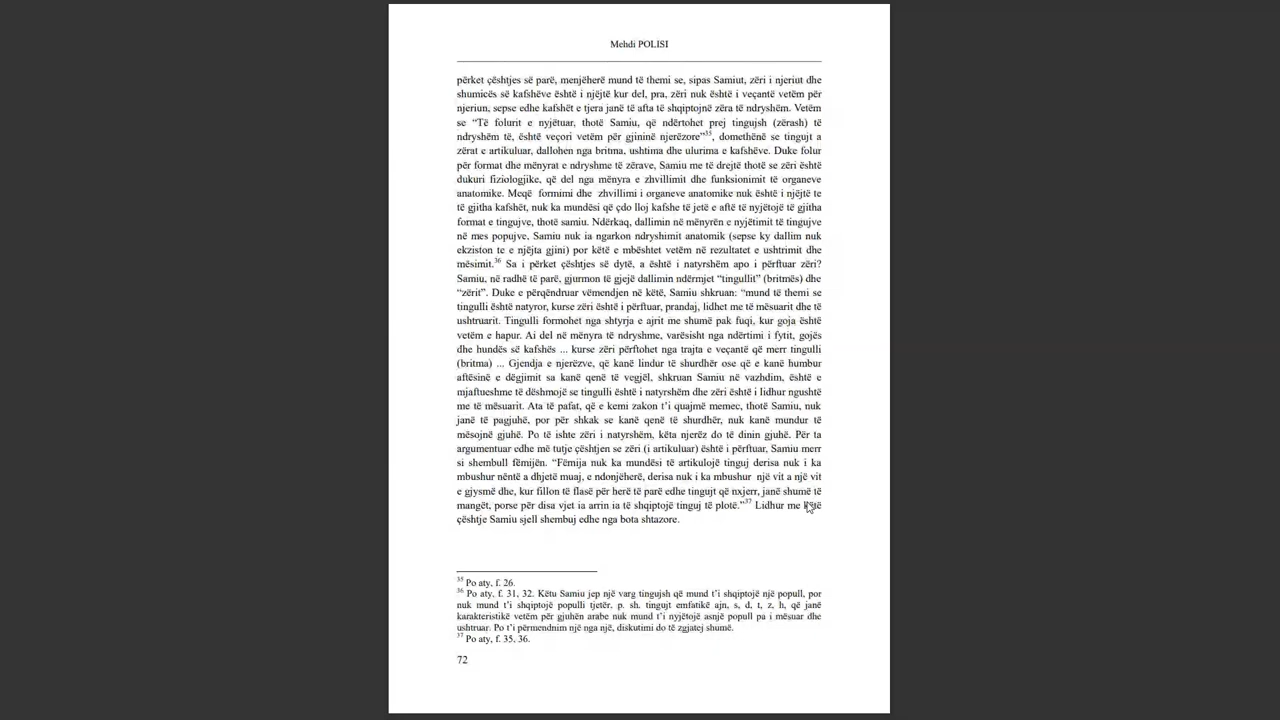 Mehdi POLISI
përket çështjes së parë, menjëherë mund të themi se, sipas Samiut, zëri i njeriut dhe
shumicës së kafshëve është i njëjtë kur del, pra, zëri nuk është i veçantë vetëm për
njeriun, sepse edhe kafshët e tjera janë të afta të shqiptojnë zëra të ndryshëm. Vetëm
se “Të folurit e nyjëtuar, thotë Samiu, që ndërtohet prej tingujsh (zërash) të
ndryshëm të, është veçori vetëm për gjininë njerëzore”³⁵, domethënë se tingujt a
zërat e artikuluar, dallohen nga britma, ushtima dhe ulurima e kafshëve. Duke folur
për format dhe mënyrat e ndryshme të zërave, Samiu me të drejtë thotë se zëri është
dukuri fiziologjike, që del nga mënyra e zhvillimit dhe funksionimit të organeve
anatomike. Meqë formimi dhe zhvillimi i organeve anatomike nuk është i njëjtë te
të gjitha kafshët, nuk ka mundësi që çdo lloj kafshe të jetë e aftë të nyjëtojë të gjitha
format e tingujve, thotë samiu. Ndërkaq, dallimin në mënyrën e nyjëtimit të tingujve
në mes popujve, Samiu nuk ia ngarkon ndryshimit anatomik (sepse ky dallim nuk
ekziston te e njëjta gjini) por këtë e mbështet vetëm në rezultatet e ushtrimit dhe
mësimit.³⁶ Sa i përket çështjes së dytë, a është i natyrshëm apo i përftuar zëri?
Samiu, në radhë të parë, gjurmon të gjejë dallimin ndërmjet “tingullit” (britmës) dhe
“zërit”. Duke e përqëndruar vëmendjen në këtë, Samiu shkruan: “mund të themi se
tingulli është natyror, kurse zëri është i përftuar, prandaj, lidhet me të mësuarit dhe të
ushtruarit. Tingulli formohet nga shtyrja e ajrit me shumë pak fuqi, kur goja është
vetëm e hapur. Ai del në mënyra të ndryshme, varësisht nga ndërtimi i fytit, gojës
dhe hundës së kafshës ... kurse zëri përftohet nga trajta e veçantë që merr tingulli
(britma) ... Gjendja e njerëzve, që kanë lindur të shurdhër ose që e kanë humbur
aftësinë e dëgjimit sa kanë qenë të vegjël, shkruan Samiu në vazhdim, është e
mjaftueshme të dëshmojë se tingulli është i natyrshëm dhe zëri është i lidhur ngushtë
me të mësuarit. Ata të pafat, që e kemi zakon t’i quajmë memec, thotë Samiu, nuk
janë të pagjuhë, por për shkak se kanë qenë të shurdhër, nuk kanë mundur të
mësojnë gjuhë. Po të ishte zëri i natyrshëm, këta njerëz do të dinin gjuhë. Për ta
argumentuar edhe më tutje çështjen se zëri (i artikuluar) është i përftuar, Samiu merr
si shembull fëmijën. “Fëmija nuk ka mundësi të artikulojë tinguj derisa nuk i ka
mbushur nëntë a dhjetë muaj, e ndonjëherë, derisa nuk i ka mbushur një vit a një vit
e gjysmë dhe, kur fillon të flasë për herë të parë edhe tingujt që nxjerr, janë shumë të
mangët, porse për disa vjet ia arrin ia të shqiptojë tinguj të plotë.”³⁷ Lidhur me këtë
çështje Samiu sjell shembuj edhe nga bota shtazore.
³⁵ Po aty, f. 26.
³⁶ Po aty, f. 31, 32. Këtu Samiu jep një varg tingujsh që mund t’i shqiptojë një popull, por
nuk mund t’i shqiptojë populli tjetër, p. sh. tingujt emfatikë ajn, s, d, t, z, h, që janë
karakteristikë vetëm për gjuhën arabe nuk mund t’i nyjëtojë asnjë popull pa i mësuar dhe
ushtruar. Po t’i përmendnim një nga një, diskutimi do të zgjatej shumë.
³⁷ Po aty, f. 35, 36.
72